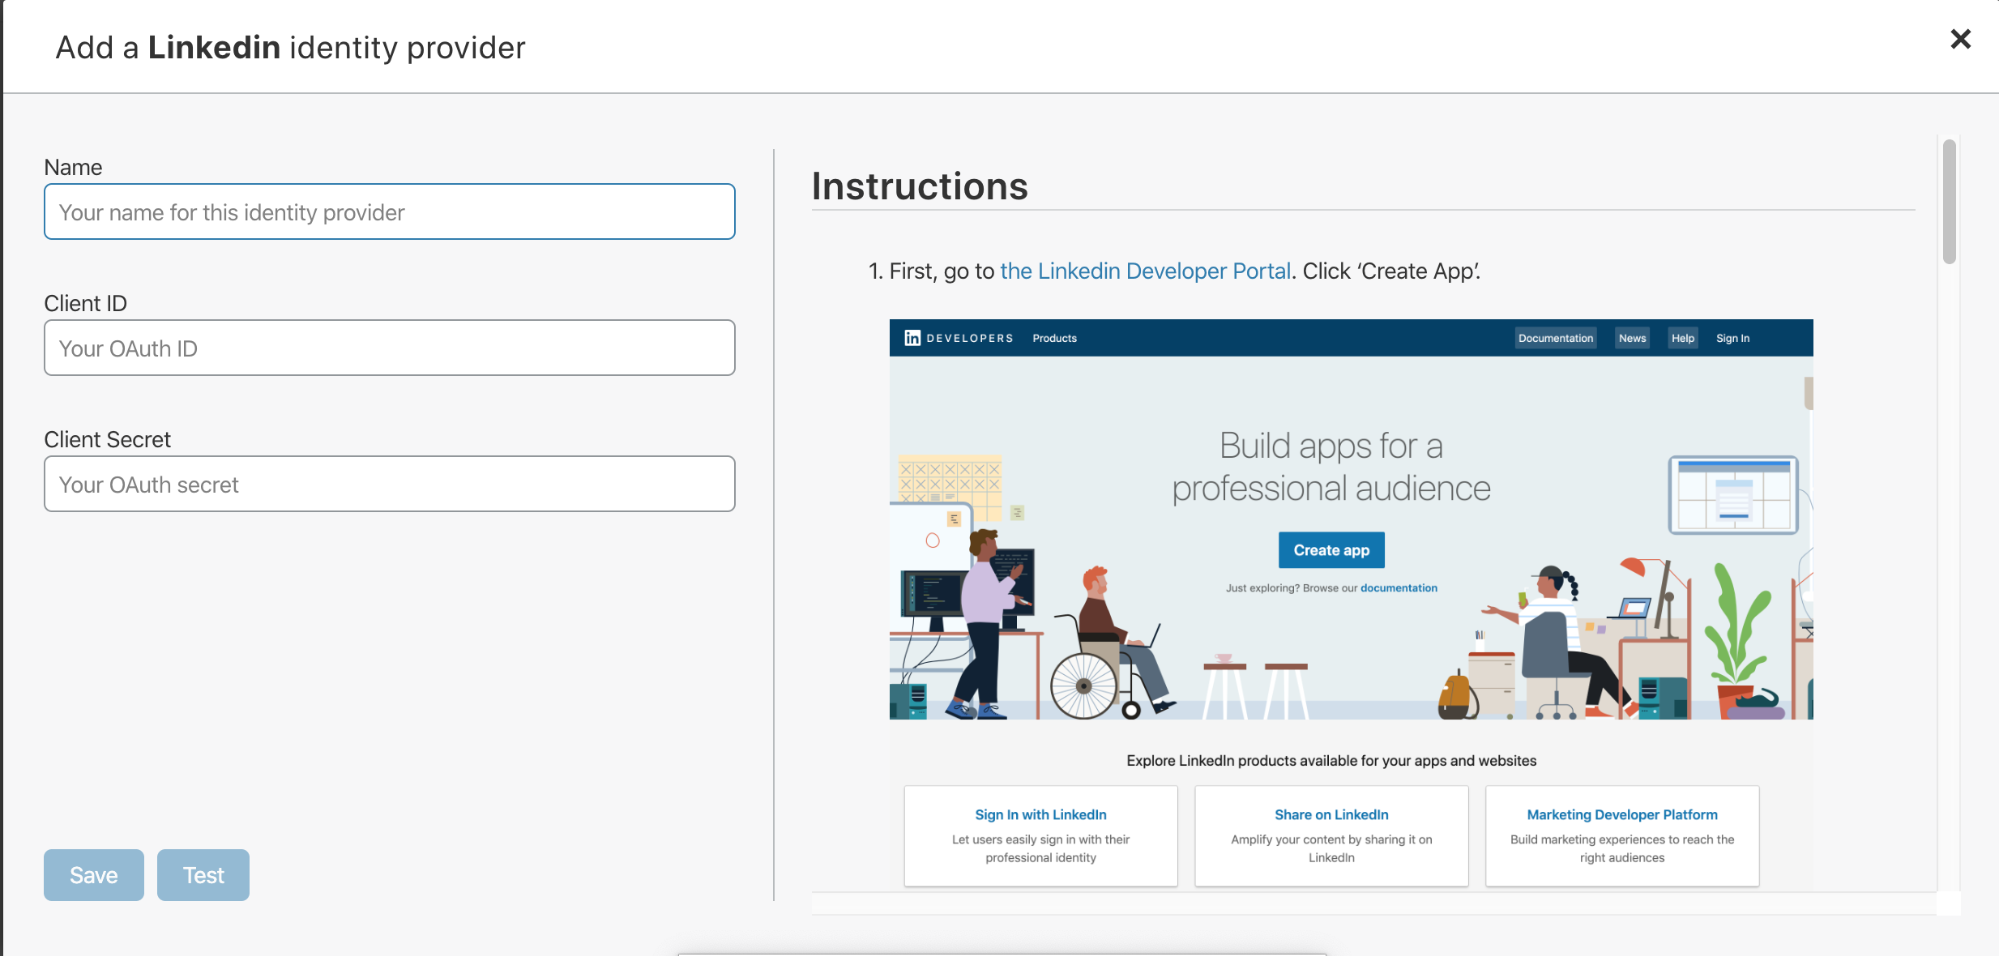 Add a Linkedin identity provider
Name
Your name for this identity provider
Client ID
Your OAuth ID
Client Secret
Your OAuth secret
Save
Test
Instructions
1. First, go to the Linkedin Developer Portal. Click ‘Create App’.
in DEVELOPERS Products Documentation News Help Sign In
Build apps for a
professional audience
Create app
Just exploring? Browse our documentation
Explore LinkedIn products available for your apps and websites
Sign In with LinkedIn
Let users easily sign in with their
professional identity
Share on LinkedIn
Amplify your content by sharing it on
LinkedIn
Marketing Developer Platform
Build marketing experiences to reach the
right audiences